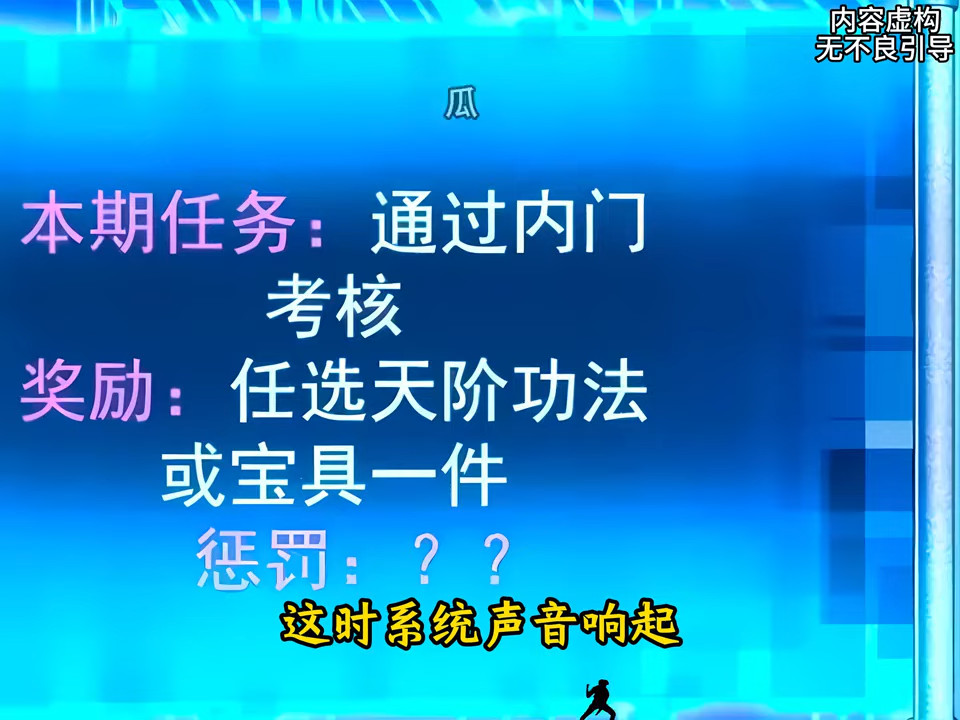 内容虚构
无不良引导
瓜
本期任务：通过内门
考核
奖励：任选天阶功法
或宝具一件
惩罚：？？
这时系统声音响起